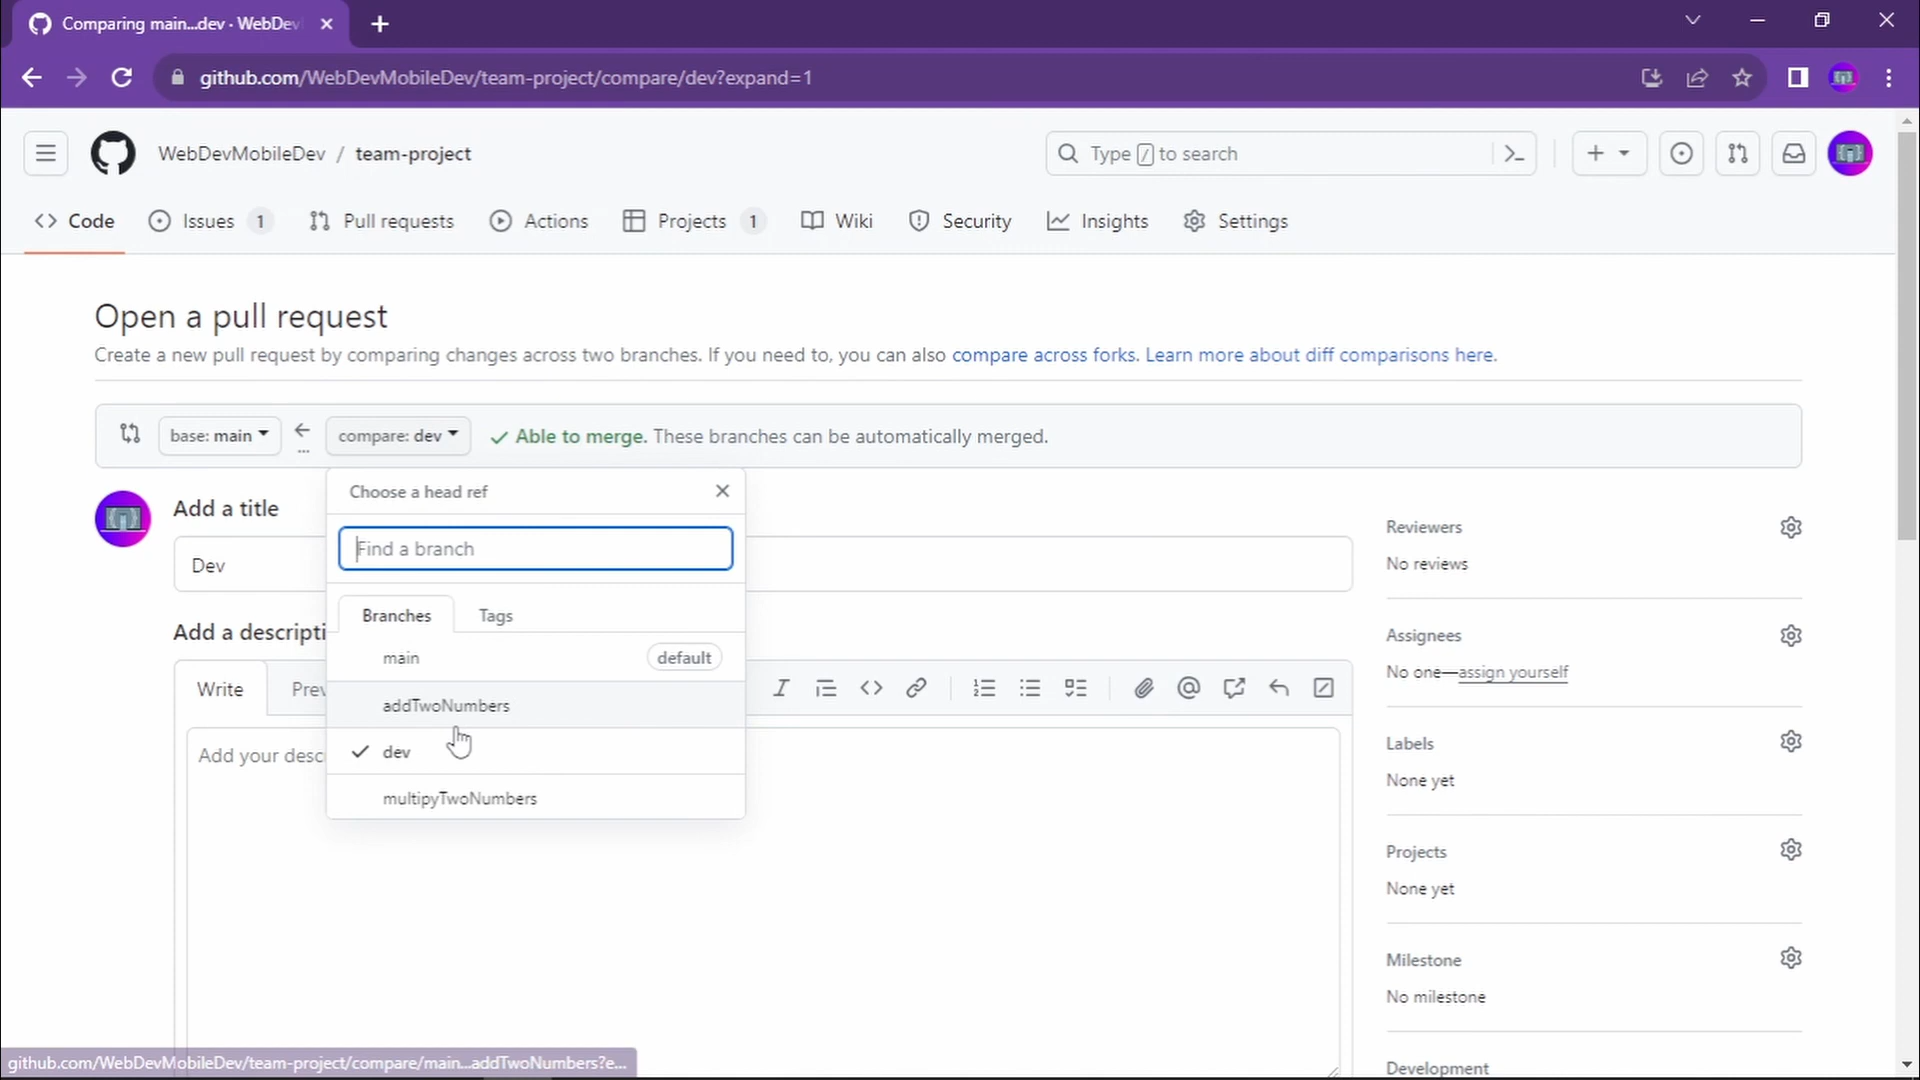 Comparing main...dev · WebDev
github.com/WebDevMobileDev/team-project/compare/dev?expand=1
WebDevMobileDev / team-project
Type / to search
Code Issues 1 Pull requests Actions Projects 1 Wiki Security Insights Settings
Open a pull request
Create a new pull request by comparing changes across two branches. If you need to, you can also compare across forks. Learn more about diff comparisons here.
base: main compare: dev Able to merge. These branches can be automatically merged.
Choose a head ref
Find a branch
Branches Tags
main default
addTwoNumbers
dev
multipyTwoNumbers
Add a title
Dev
Add a descripti
Write Prev
Add your desc
Reviewers
No reviews
Assignees
No one—assign yourself
Labels
None yet
Projects
None yet
Milestone
No milestone
Development
github.com/WebDevMobileDev/team-project/compare/main...addTwoNumbers?e...